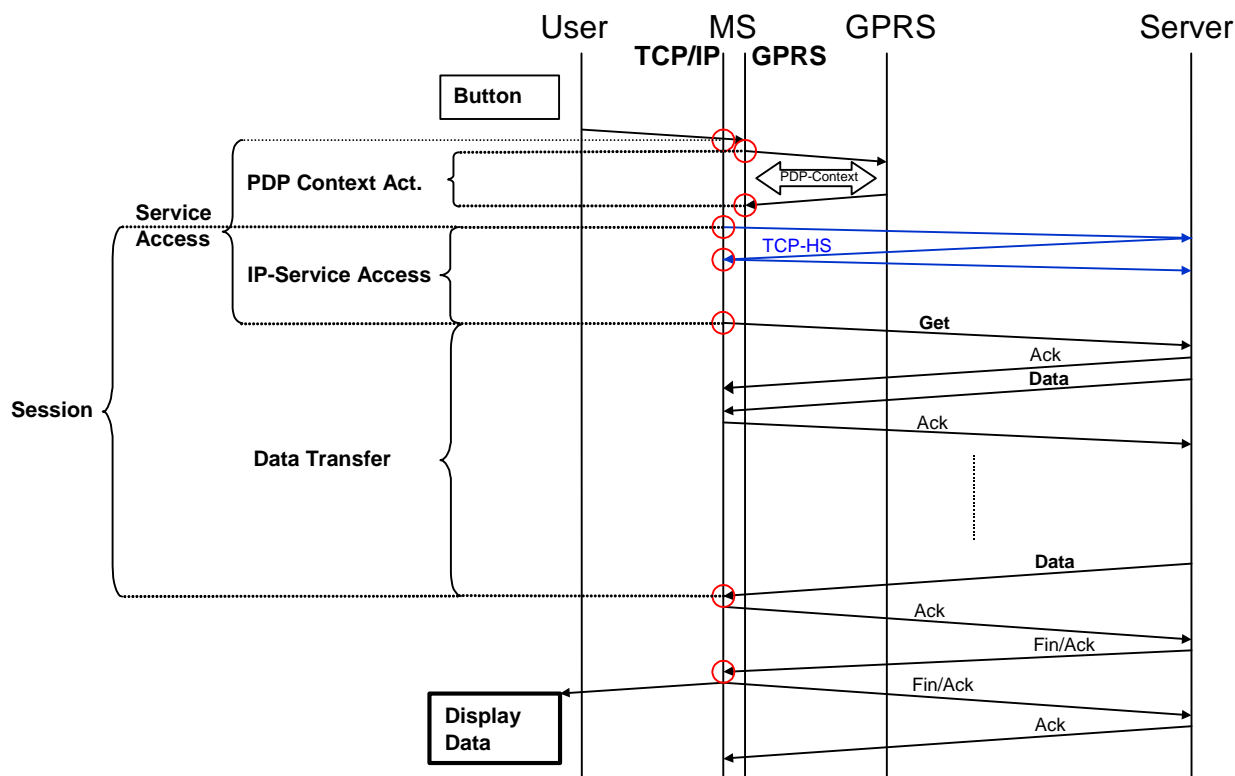 User MS GPRS Server
TCP/IP GPRS
Button
PDP Context Act.
PDP-Context
Service
Access
TCP-HS
IP-Service Access
Get
Ack
Data
Session
Ack
Data Transfer
Data
Ack
Fin/Ack
Fin/Ack
Display
Data
Ack